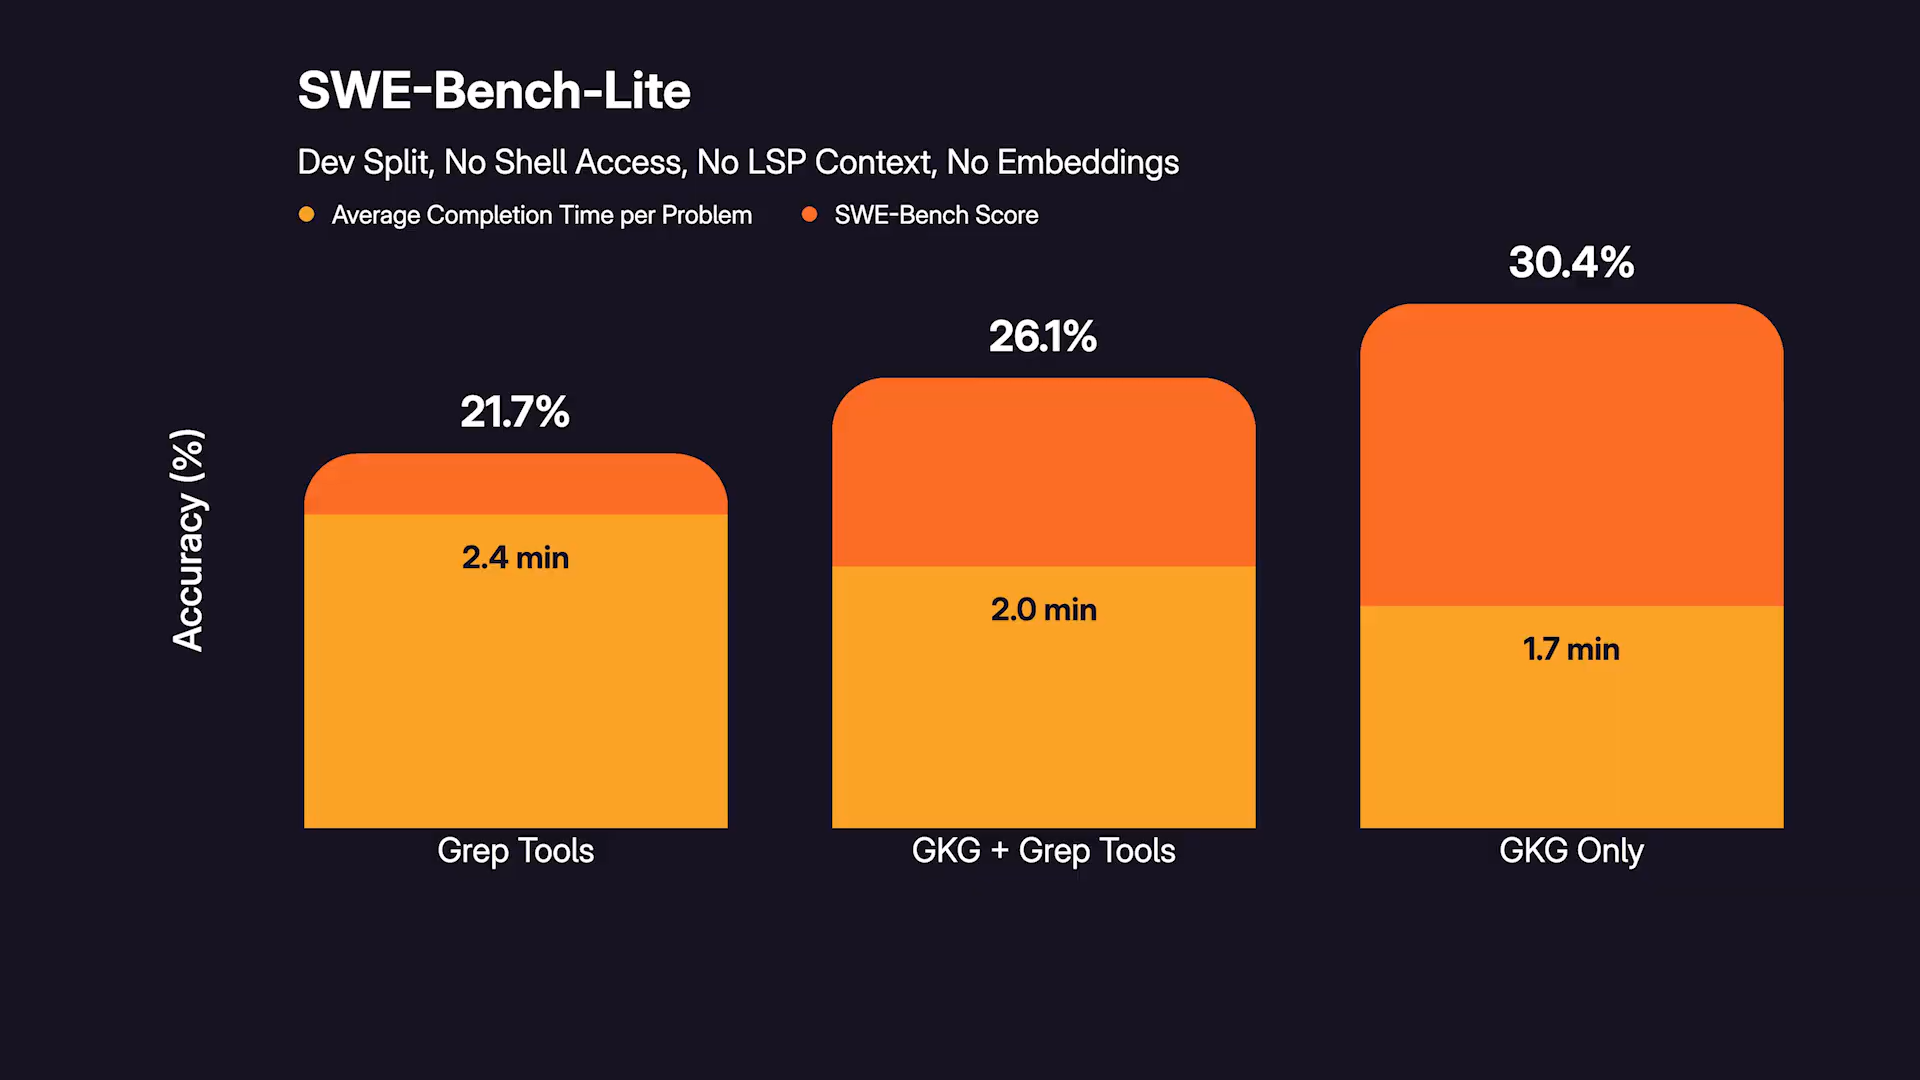 SWE-Bench-Lite
Dev Split, No Shell Access, No LSP Context, No Embeddings
Average Completion Time per Problem
SWE-Bench Score
Accuracy (%)
21.7%
26.1%
30.4%
2.4 min
2.0 min
1.7 min
Grep Tools
GKG + Grep Tools
GKG Only